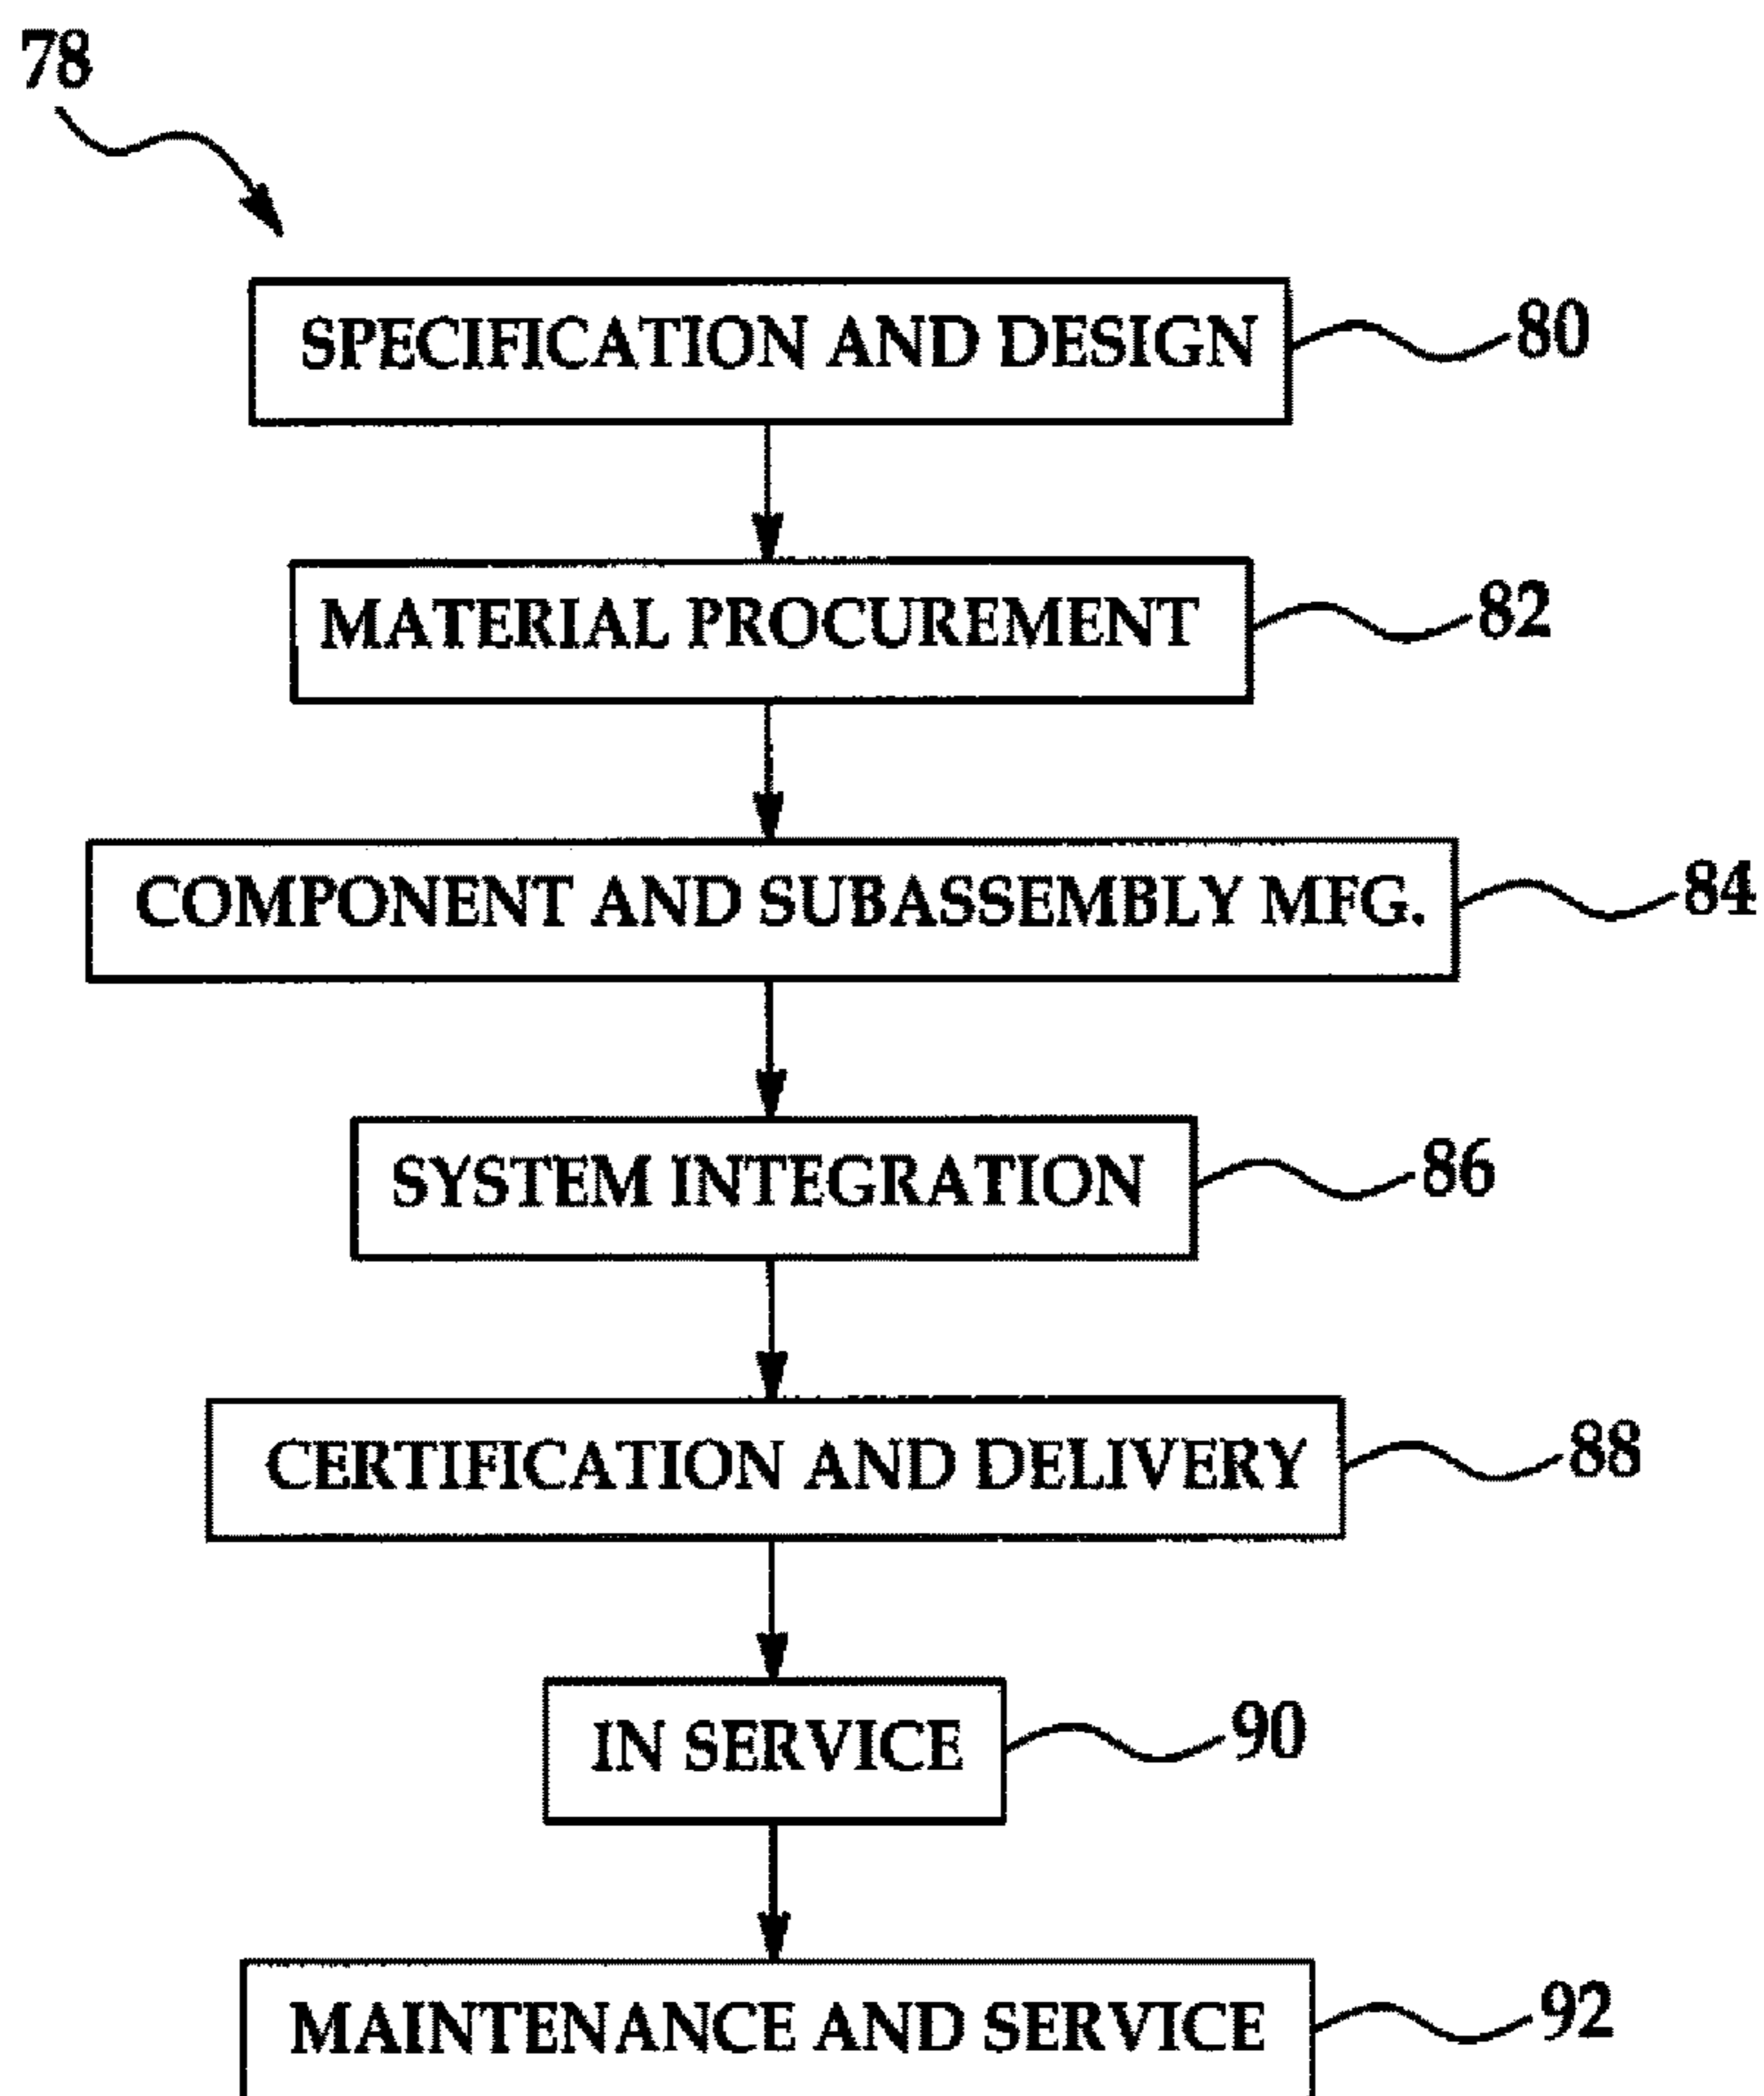 78
SPECIFICATION AND DESIGN 80
MATERIAL PROCUREMENT 82
COMPONENT AND SUBASSEMBLY MFG. 84
SYSTEM INTEGRATION 86
CERTIFICATION AND DELIVERY 88
IN SERVICE 90
MAINTENANCE AND SERVICE 92